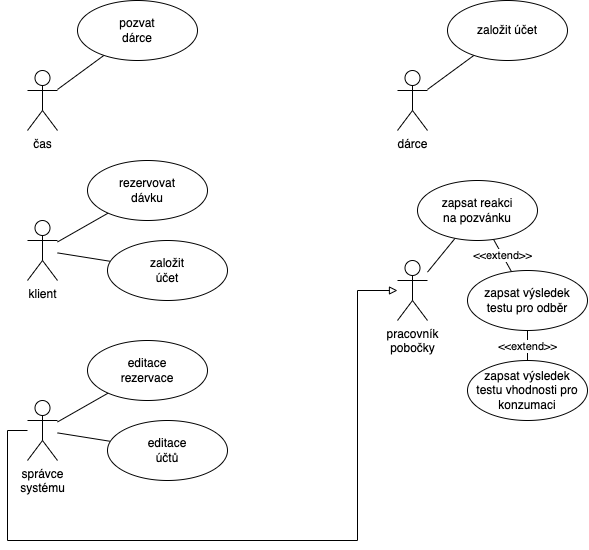 pozvat
dárce
založit účet
čas
dárce
rezervovat
dávku
zapsat reakci
na pozvánku
založit
účet
<<extend>>
klient
zapsat výsledek
testu pro odběr
pracovník
pobočky
<<extend>>
editace
rezervace
zapsat výsledek
testu vhodnosti pro
konzumaci
editace
účtů
správce
systému